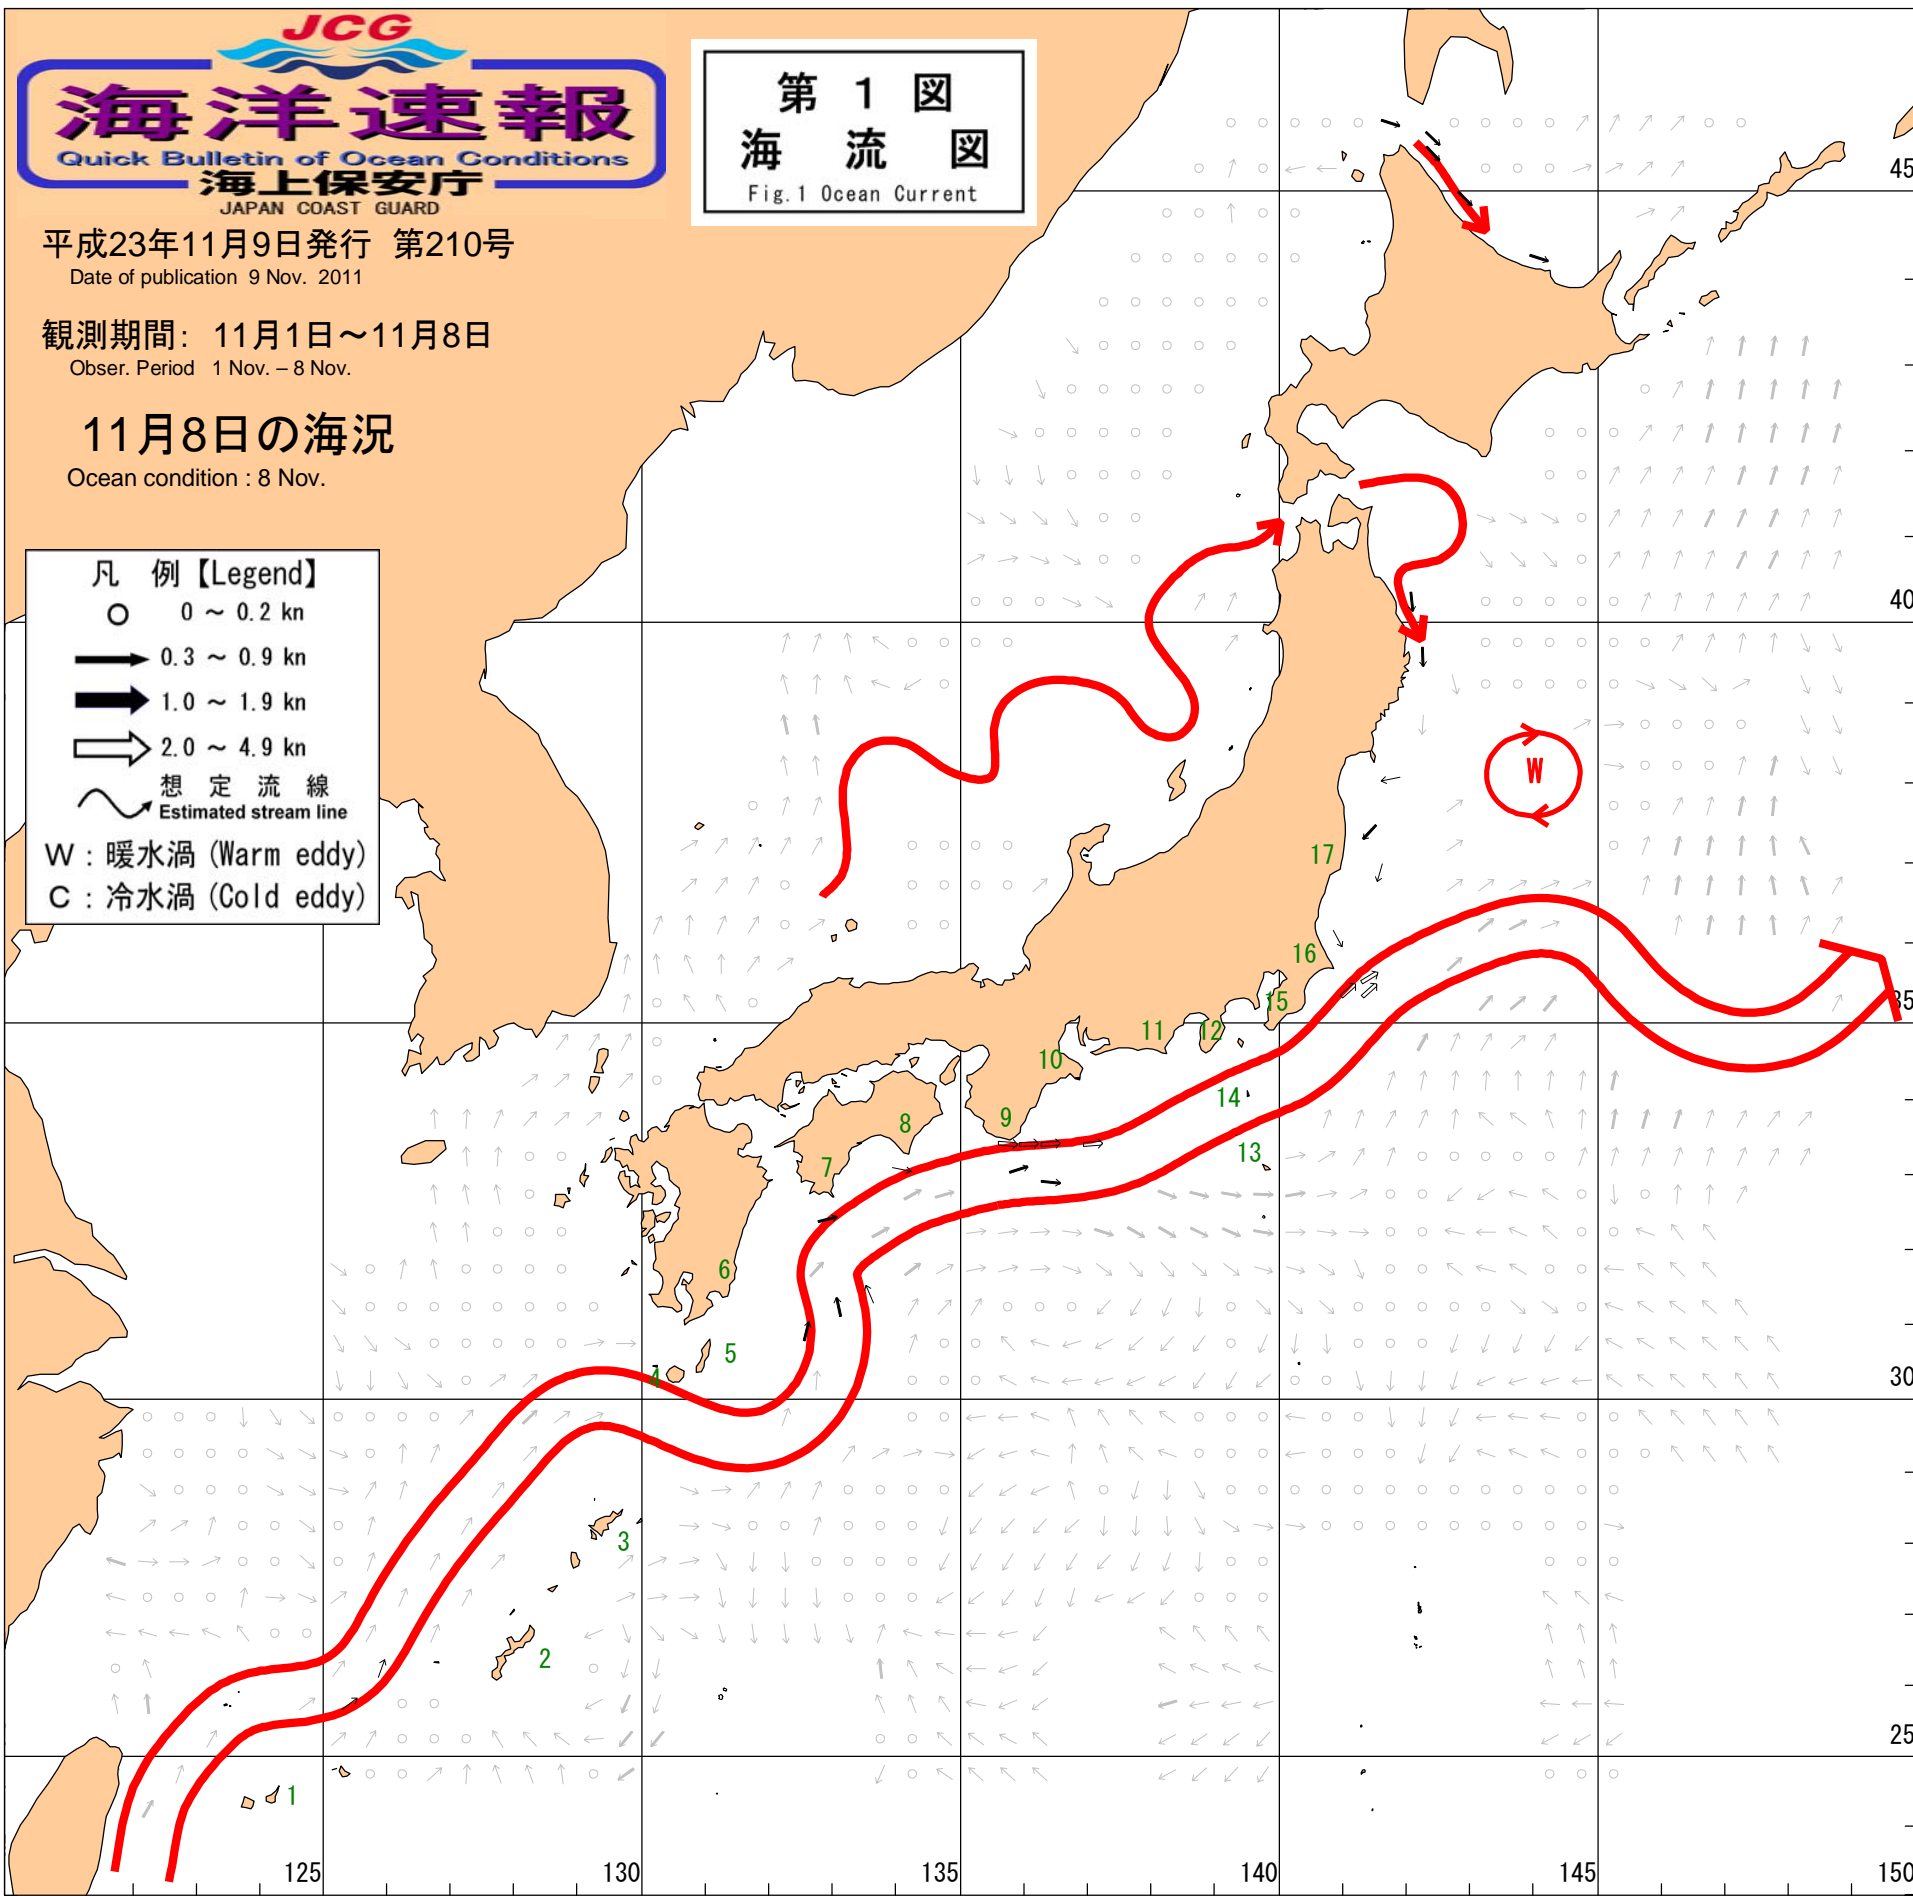 JCG
海洋速報
Quick Bulletin of Ocean Conditions
海上保安庁
JAPAN COAST GUARD
第 1 図
海 流 図
Fig.1 Ocean Current
平成23年11月9日発行 第210号
Date of publication 9 Nov. 2011
観測期間: 11月1日～11月8日
Obser. Period 1 Nov. – 8 Nov.
11月8日の海況
Ocean condition : 8 Nov.
凡 例【Legend】
0 ～ 0.2 kn
0.3 ～ 0.9 kn
1.0 ～ 1.9 kn
2.0 ～ 4.9 kn
想 定 流 線
Estimated stream line
W : 暖水渦 (Warm eddy)
C : 冷水渦 (Cold eddy)
45
40
W
17
16
35
15
12
11
10
14
9
8
13
7
6
5
4
30
3
2
25
1
125
130
135
140
145
150